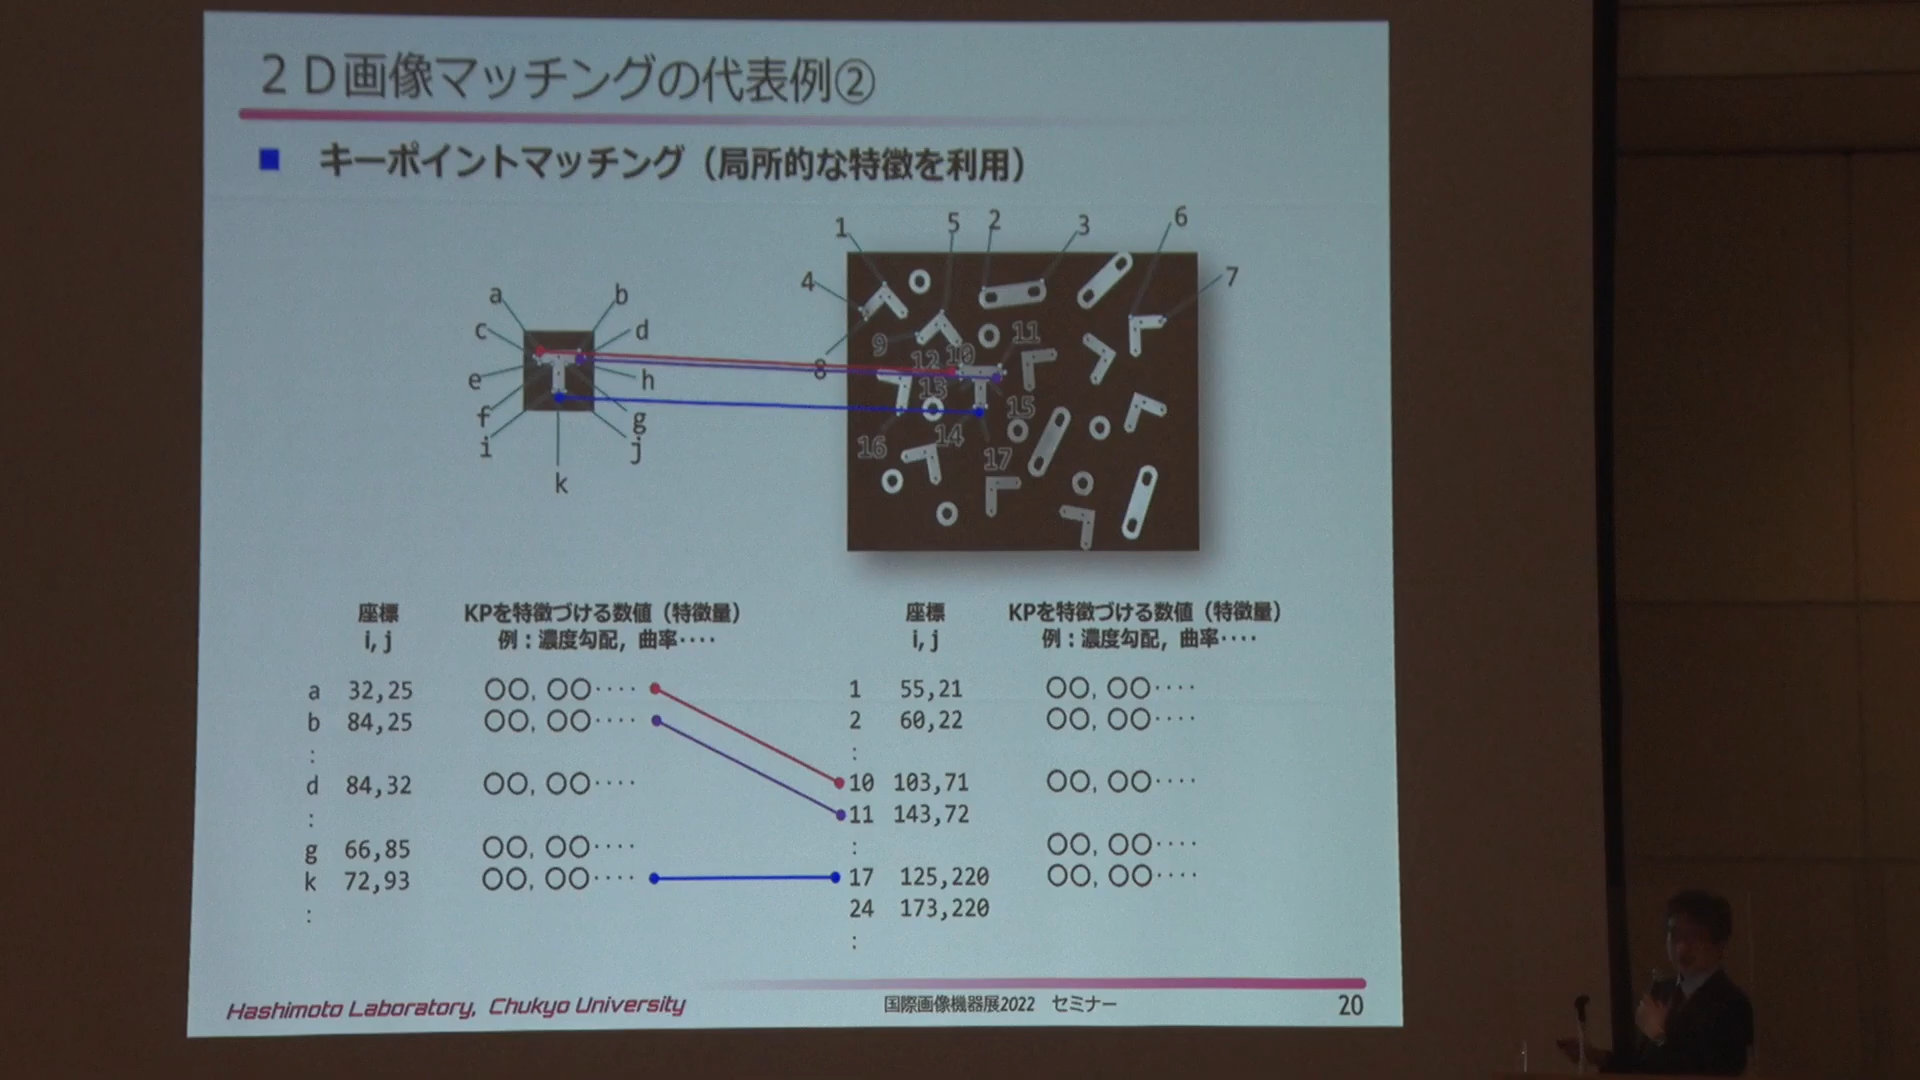 ２Ｄ画像マッチングの代表例②
キーポイントマッチング（局所的な特徴を利用）
1 5 2 3 6
4 7
a b
c d
9 11
12 10
8
e h
13
f g
15
i j
16 14
17
k
座標 KPを特徴づける数値（特徴量） 座標 KPを特徴づける数値（特徴量）
i, j 例：濃度勾配，曲率‥‥ i, j 例：濃度勾配，曲率‥‥
a 32,25 〇〇, 〇〇‥‥ 1 55,21 〇〇, 〇〇‥‥
b 84,25 〇〇, 〇〇‥‥ 2 60,22 〇〇, 〇〇‥‥
: :
d 84,32 〇〇, 〇〇‥‥ 10 103,71 〇〇, 〇〇‥‥
: 11 143,72
g 66,85 〇〇, 〇〇‥‥ : 〇〇, 〇〇‥‥
k 72,93 〇〇, 〇〇‥‥ 17 125,220 〇〇, 〇〇‥‥
: 24 173,220
:
Hashimoto Laboratory, Chukyo University 国際画像機器展2022 セミナー 20